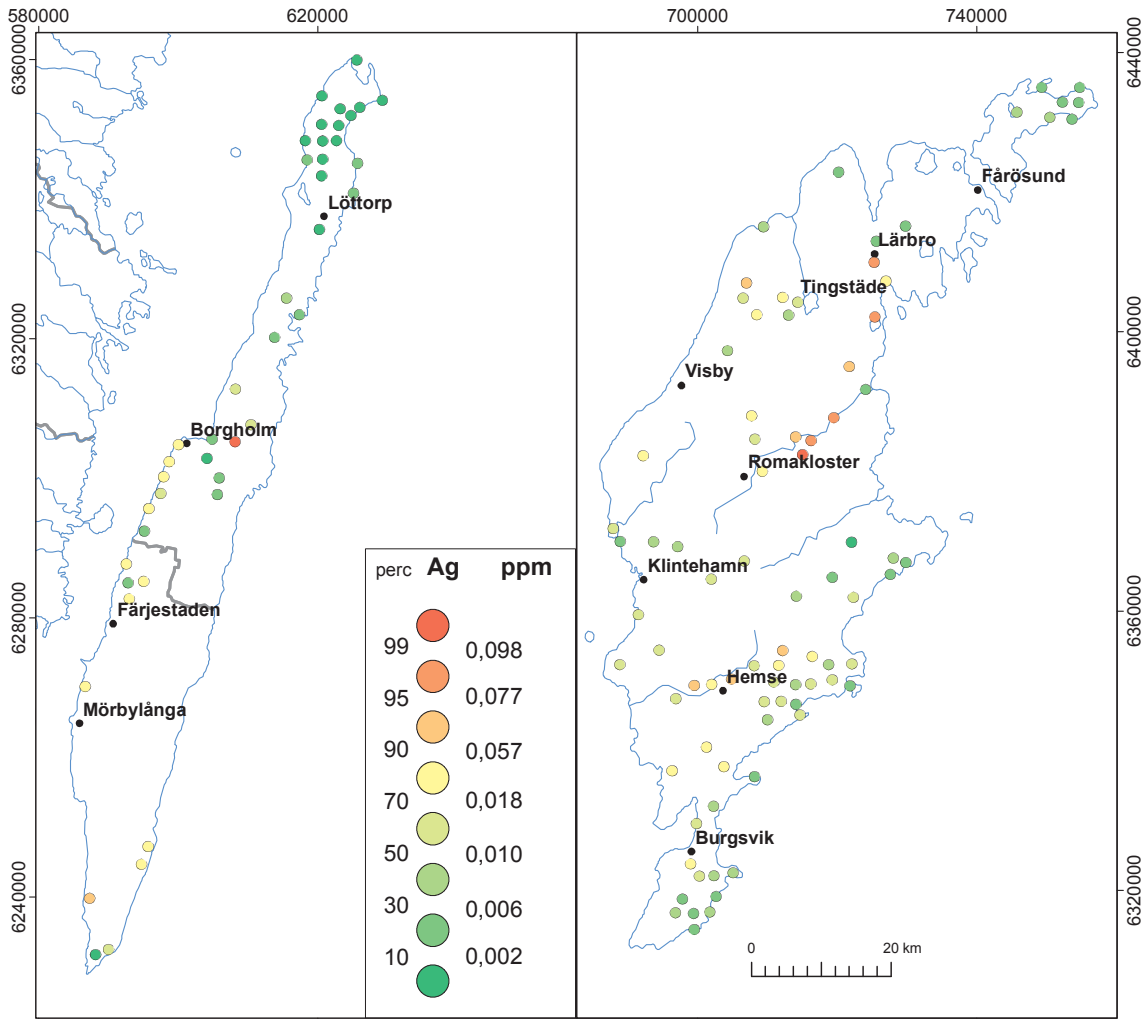 580000
620000
700000
740000
6360000
6320000
6280000
6240000
6440000
6400000
6360000
6320000
Löttorp
Borgholm
Färjestaden
Mörbylånga
Fårösund
Lärbro
Tingstäde
Visby
Romakloster
Klintehamn
Hemse
Burgsvik
perc Ag ppm
99 0,098
95 0,077
90 0,057
70 0,018
50 0,010
30 0,006
10 0,002
0 20 km